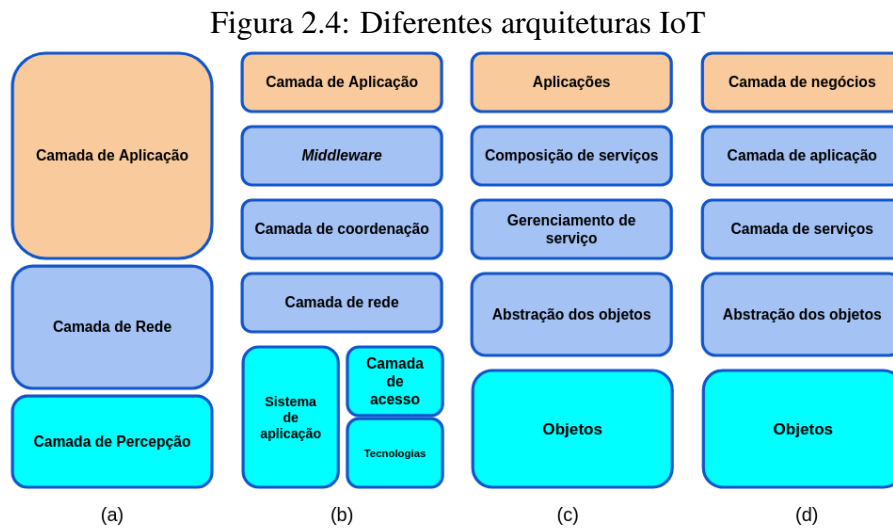 Figura 2.4: Diferentes arquiteturas IoT
Camada de Aplicação
Camada de Rede
Camada de Percepção
(a)
Camada de Aplicação
Middleware
Camada de coordenação
Camada de rede
Sistema
de
aplicação
Camada
de
acesso
Tecnologias
(b)
Aplicações
Composição de serviços
Gerenciamento de
serviço
Abstração dos objetos
Objetos
(c)
Camada de negócios
Camada de aplicação
Camada de serviços
Abstração dos objetos
Objetos
(d)